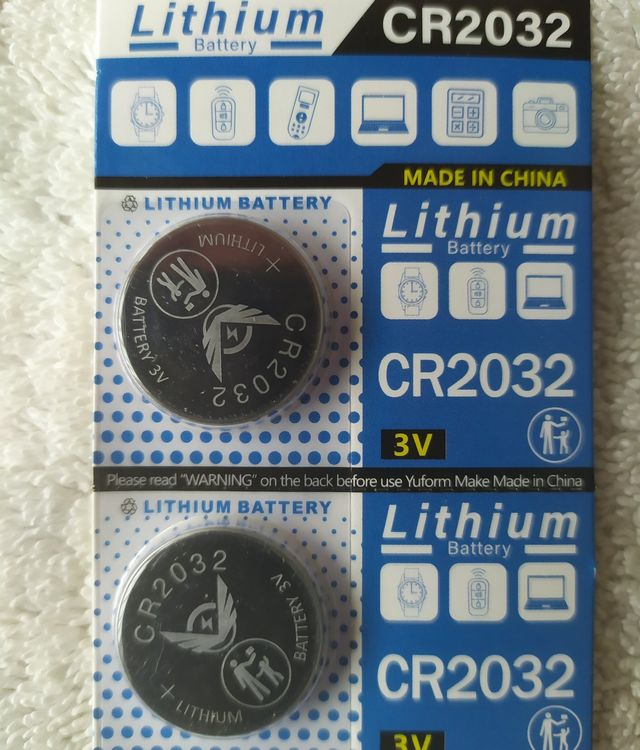 Lithium
Battery
CR2032
MADE IN CHINA
LITHIUM BATTERY
+ LITHIUM
BATTERY 3V
CR2032
Lithium
Battery
CR2032
3V
Please read "WARNING" on the back before use Yuform Make Made in China
LITHIUM BATTERY
CR2032
BATTERY 3V
+ LITHIUM
Lithium
Battery
CR2032
3V